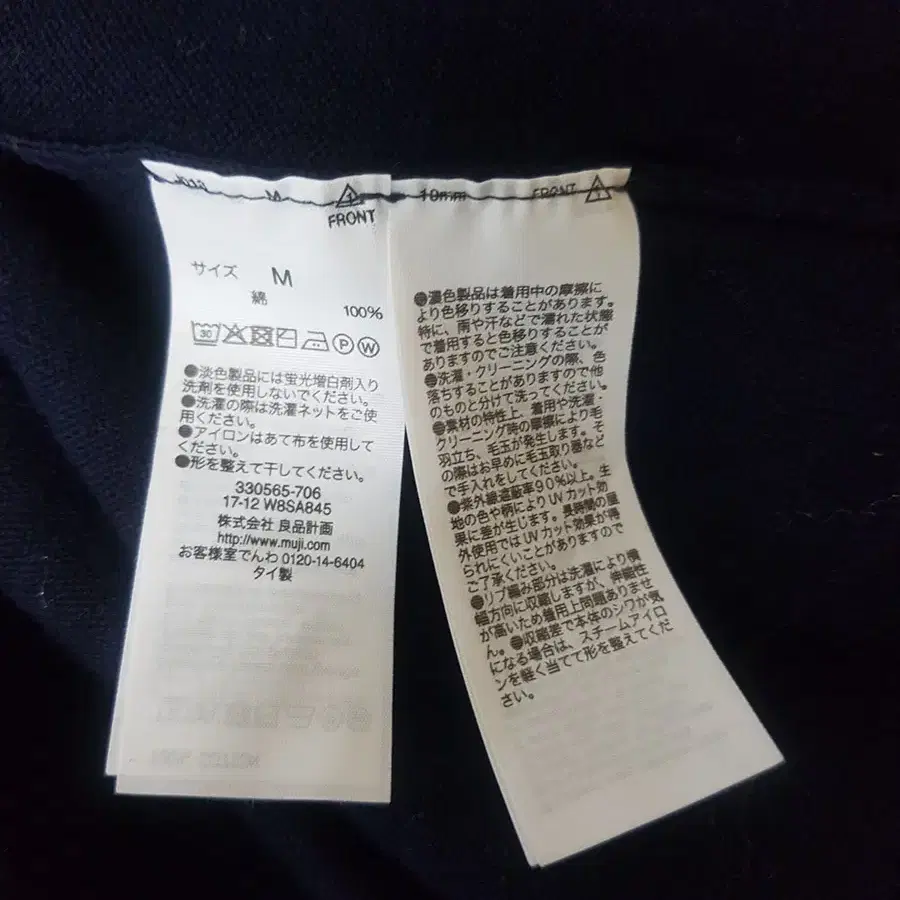 M
FRONT
サイズ M
綿 100%
30
P W
●淡色製品には蛍光増白剤入り
洗剤を使用しないでください。
●洗濯の際は洗濯ネットをご使
用ください。
●アイロンはあて布を使用して
ください。
●形を整えて干してください。
330565-706
17-12 W8SA845
株式会社 良品計画
http://www.muji.com
お客様室でんわ 0120-14-6404
タイ製
10mm FRONT
●濃色製品は着用中の摩擦に
より色移りすることがあります。
特に、雨や汗などで濡れた状態
で着用すると色移りすることが
ありますのでご注意ください。
●洗濯・クリーニングの際、色
落ちすることがありますので他
のものと分けて洗ってください。
●素材の特性上、着用や洗濯・
クリーニング時の摩擦により毛
羽立ち、毛玉が発生します。そ
の際はお早めに毛玉取り器など
で手入れをしてください。
●紫外線遮蔽率90%以上。生
地の色や柄によりUVカット効
果に差が生じます。長時間の屋
外使用ではUVカット効果が得
られにくいことがありますので
ご了承ください。
●リブ編み部分は洗濯により横
幅方向に収縮しますが、伸縮性
が高いため着用上問題ありませ
ん。●収縮差で本体のシワが気
になる場合は、スチームアイロ
ンを軽く当てて形を整えてくだ
さい。